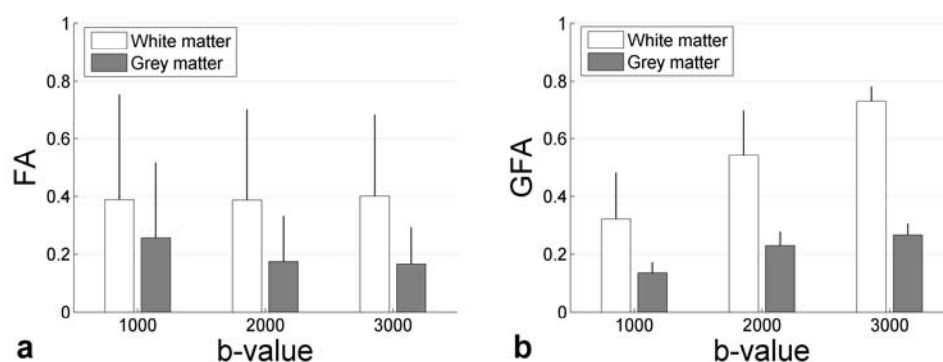 1
0.8
0.6
0.4
0.2
0
FA
White matter
Grey matter
1000 2000 3000
b-value
a
1
0.8
0.6
0.4
0.2
0
GFA
White matter
Grey matter
1000 2000 3000
b-value
b